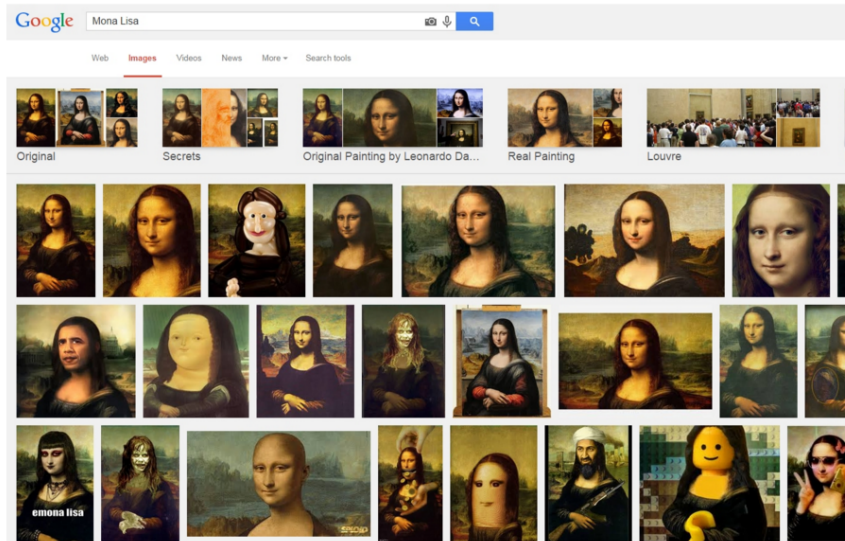 Google Mona Lisa
Web Images Videos News More Search tools
Original Secrets Original Painting by Leonardo Da... Real Painting Louvre
emona lisa